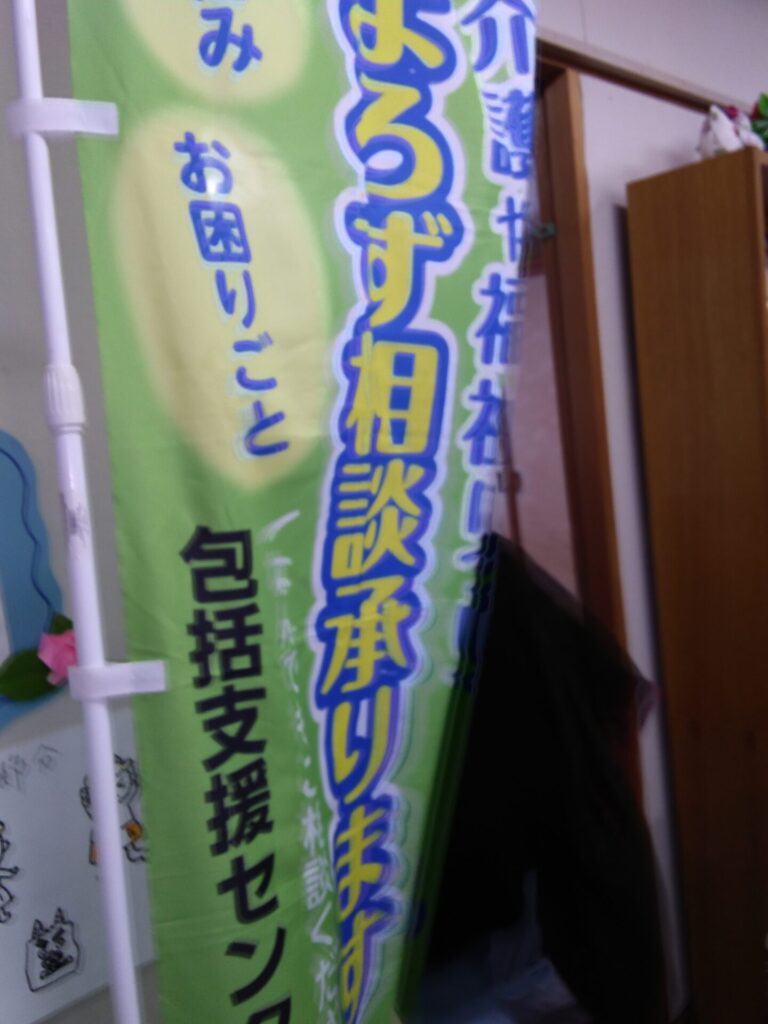 介護や福祉
よろず相談承ります
み
お困りごと
包括支援セン